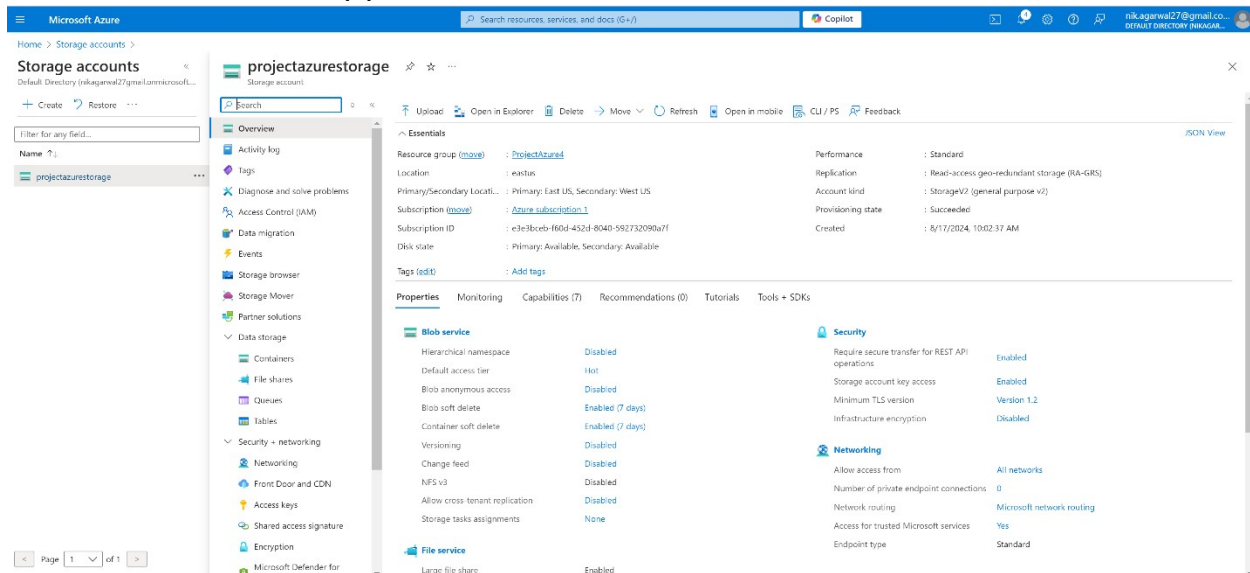 Microsoft Azure
Search resources, services, and docs (G+/)
Copilot
nik.agarwal27@gmail.co...
DEFAULT DIRECTORY (NIKAGAR...
Home > Storage accounts >
Storage accounts
Default Directory (nikagarwal27gmail.onmicrosoft....
+ Create Restore ...
Filter for any field...
Name ↑↓
projectazurestorage ...
< Page 1 of 1 >
projectazurestorage ...
Storage account
Search
Overview
Activity log
Tags
Diagnose and solve problems
Access Control (IAM)
Data migration
Events
Storage browser
Storage Mover
Partner solutions
Data storage
Containers
File shares
Queues
Tables
Security + networking
Networking
Front Door and CDN
Access keys
Shared access signature
Encryption
Microsoft Defender for
Upload Open in Explorer Delete Move Refresh Open in mobile CLI / PS Feedback
Essentials JSON View
Resource group (move) : ProjectAzure4
Location : eastus
Primary/Secondary Locati... : Primary: East US, Secondary: West US
Subscription (move) : Azure subscription 1
Subscription ID : e3e3bceb-f60d-452d-8040-592732090a7f
Disk state : Primary: Available, Secondary: Available
Tags (edit) : Add tags
Performance : Standard
Replication : Read-access geo-redundant storage (RA-GRS)
Account kind : StorageV2 (general purpose v2)
Provisioning state : Succeeded
Created : 8/17/2024, 10:02:37 AM
Properties Monitoring Capabilities (7) Recommendations (0) Tutorials Tools + SDKs
Blob service
Hierarchical namespace Disabled
Default access tier Hot
Blob anonymous access Disabled
Blob soft delete Enabled (7 days)
Container soft delete Enabled (7 days)
Versioning Disabled
Change feed Disabled
NFS v3 Disabled
Allow cross-tenant replication Disabled
Storage tasks assignments None
File service
Large file share Enabled
Security
Require secure transfer for REST API
operations Enabled
Storage account key access Enabled
Minimum TLS version Version 1.2
Infrastructure encryption Disabled
Networking
Allow access from All networks
Number of private endpoint connections 0
Network routing Microsoft network routing
Access for trusted Microsoft services Yes
Endpoint type Standard